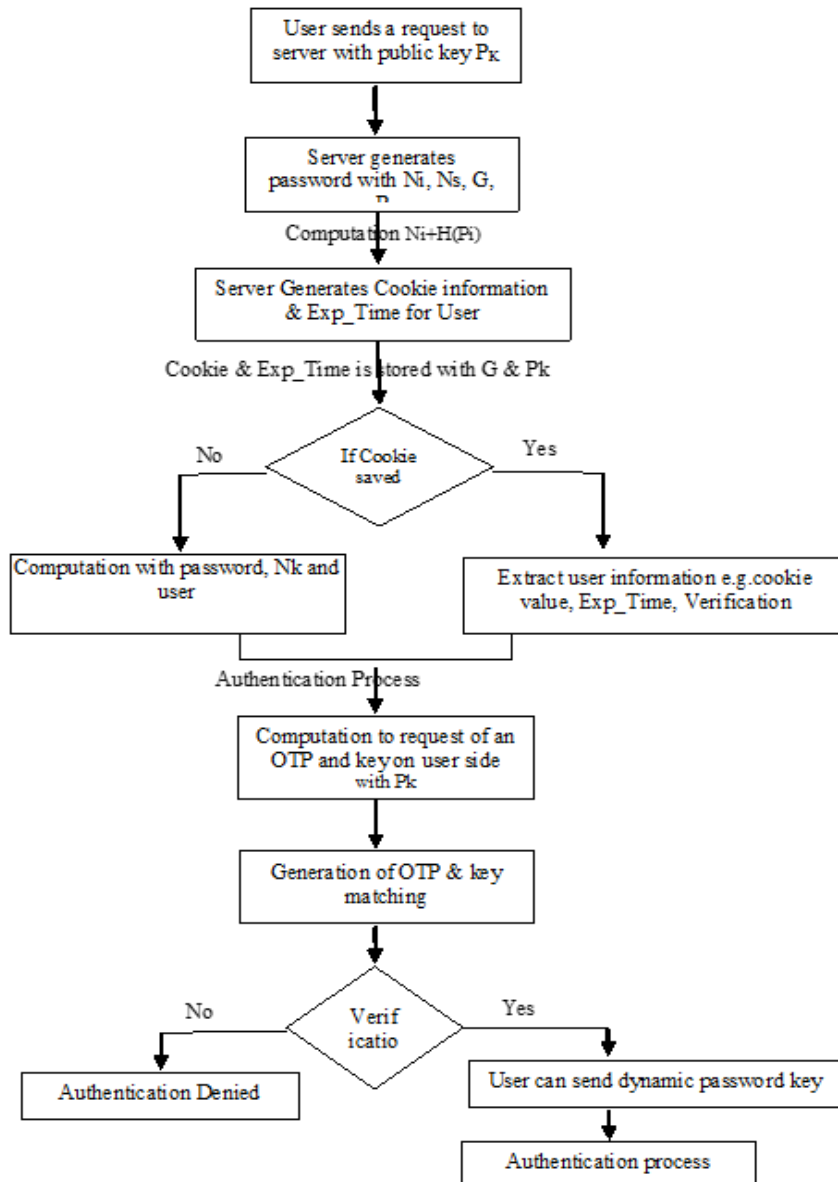 User sends a request to
server with public key PK
Server generates
password with Ni, Ns, G,
Computation Ni+H(Pi)
Server Generates Cookie information
& Exp_Time for User
Cookie & Exp_Time is stored with G & Pk
No
If Cookie
saved
Yes
Computation with password, Nk and
user
Extract user information e.g.cookie
value, Exp_Time, Verification
Authentication Process
Computation to request of an
OTP and key on user side
with Pk
Generation of OTP & key
matching
No
Verif
icatio
Yes
Authentication Denied
User can send dynamic password key
Authentication process